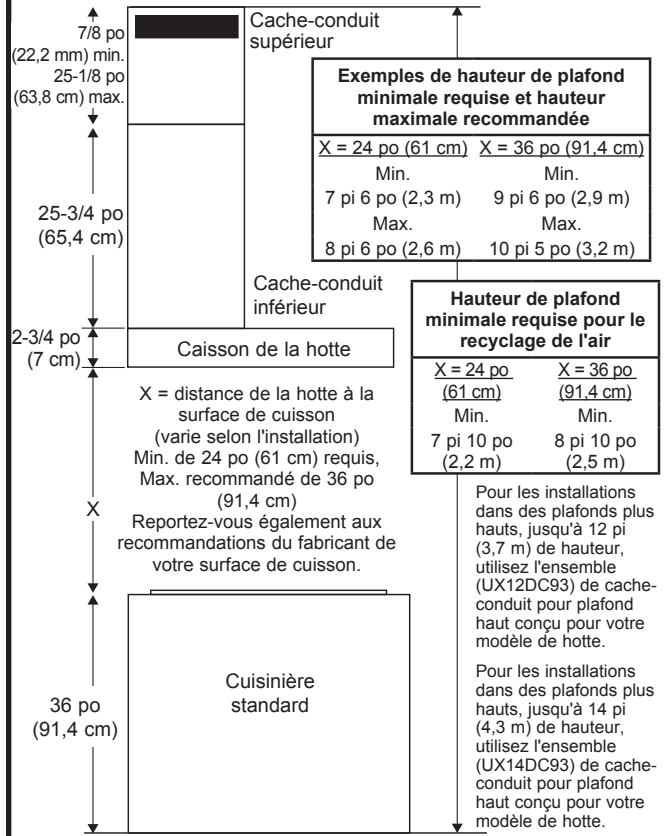 7/8 po
(22,2 mm) min.
25-1/8 po
(63,8 cm) max.
Cache-conduit
supérieur
Exemples de hauteur de plafond
minimale requise et hauteur
maximale recommandée
X = 24 po (61 cm) X = 36 po (91,4 cm)
Min. Min.
7 pi 6 po (2,3 m) 9 pi 6 po (2,9 m)
Max. Max.
8 pi 6 po (2,6 m) 10 pi 5 po (3,2 m)
25-3/4 po
(65,4 cm)
Cache-conduit
inférieur
Hauteur de plafond
minimale requise pour le
recyclage de l'air
X = 24 po X = 36 po
(61 cm) (91,4 cm)
Min. Min.
7 pi 10 po 8 pi 10 po
(2,2 m) (2,5 m)
2-3/4 po
(7 cm)
Caisson de la hotte
X = distance de la hotte à la
surface de cuisson
(varie selon l'installation)
Min. de 24 po (61 cm) requis,
Max. recommandé de 36 po
(91,4 cm)
Reportez-vous également aux
recommandations du fabricant de
votre surface de cuisson.
X
Pour les installations
dans des plafonds plus
hauts, jusqu'à 12 pi
(3,7 m) de hauteur,
utilisez l'ensemble
(UX12DC93) de cache-
conduit pour plafond
haut conçu pour votre
modèle de hotte.
Pour les installations
dans des plafonds plus
hauts, jusqu'à 14 pi
(4,3 m) de hauteur,
utilisez l'ensemble
(UX14DC93) de cache-
conduit pour plafond
haut conçu pour votre
modèle de hotte.
36 po
(91,4 cm)
Cuisinière
standard